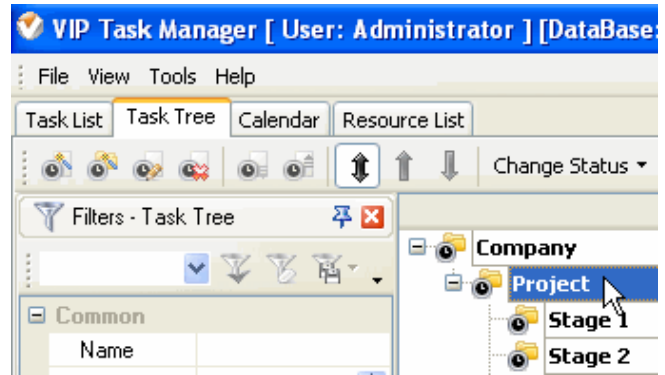 VIP Task Manager [ User: Administrator ] [DataBase:
File View Tools Help
Task List Task Tree Calendar Resource List
Change Status
Filters - Task Tree
Company
Project
Stage 1
Common
Name
Stage 2